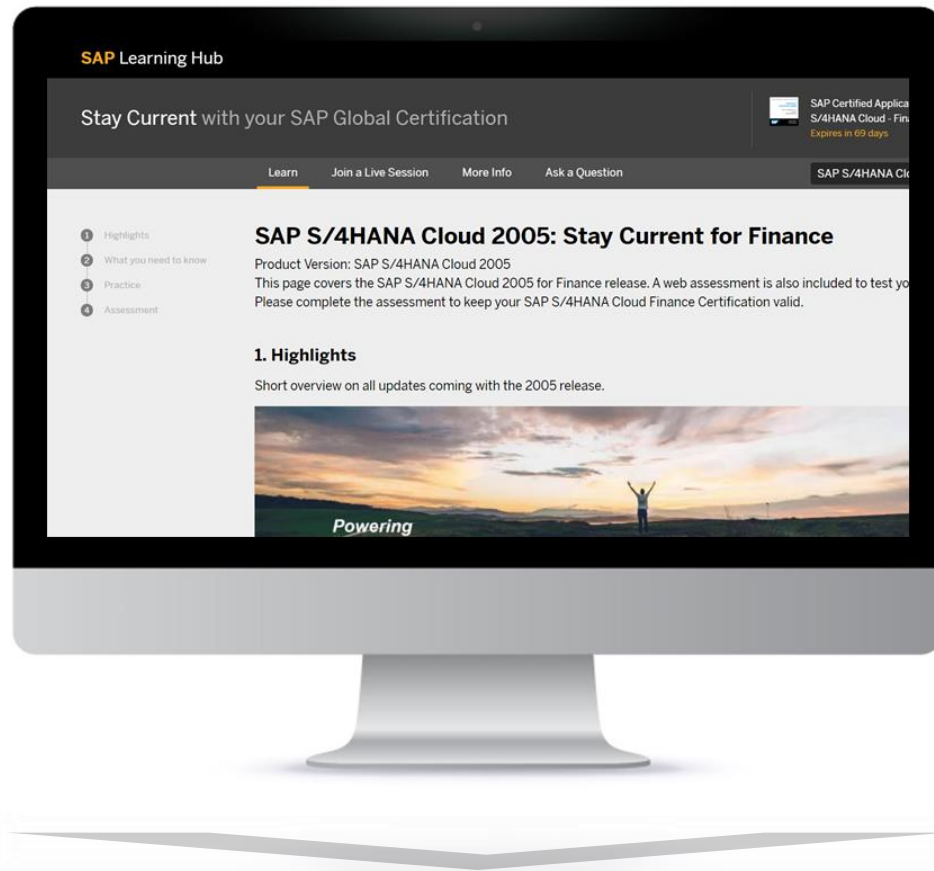 SAP Learning Hub
Stay Current with your SAP Global Certification
SAP Certified Applica
S/4HANA Cloud - Fina
Expires in 69 days
Learn Join a Live Session More Info Ask a Question
SAP S/4HANA Clo
1 Highlights
2 What you need to know
3 Practice
4 Assessment
SAP S/4HANA Cloud 2005: Stay Current for Finance
Product Version: SAP S/4HANA Cloud 2005
This page covers the SAP S/4HANA Cloud 2005 for Finance release. A web assessment is also included to test yo
Please complete the assessment to keep your SAP S/4HANA Cloud Finance Certification valid.
1. Highlights
Short overview on all updates coming with the 2005 release.
Powering